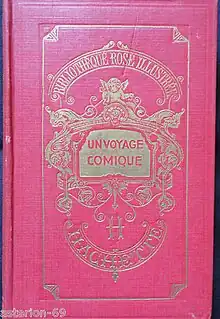 BIBLIOTHÈQUE ROSE ILLUSTRÉE
UN VOYAGE
COMIQUE
H
HACHETTE
asterion-69